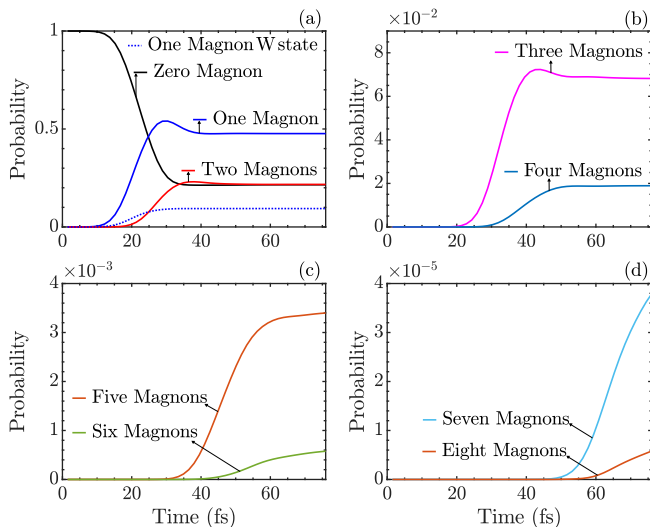 (a)
1
One Magnon W state
Zero Magnon
One Magnon
Two Magnons
0.5
0
Probability
0 20 40 60
×10⁻² (b)
8
6
4
2
0
Three Magnons
Four Magnons
Probability
0 20 40 60
×10⁻³ (c)
4
3
2
1
0
Five Magnons
Six Magnons
Probability
0 20 40 60
Time (fs)
×10⁻⁵ (d)
4
3
2
1
0
Seven Magnons
Eight Magnons
Probability
0 20 40 60
Time (fs)